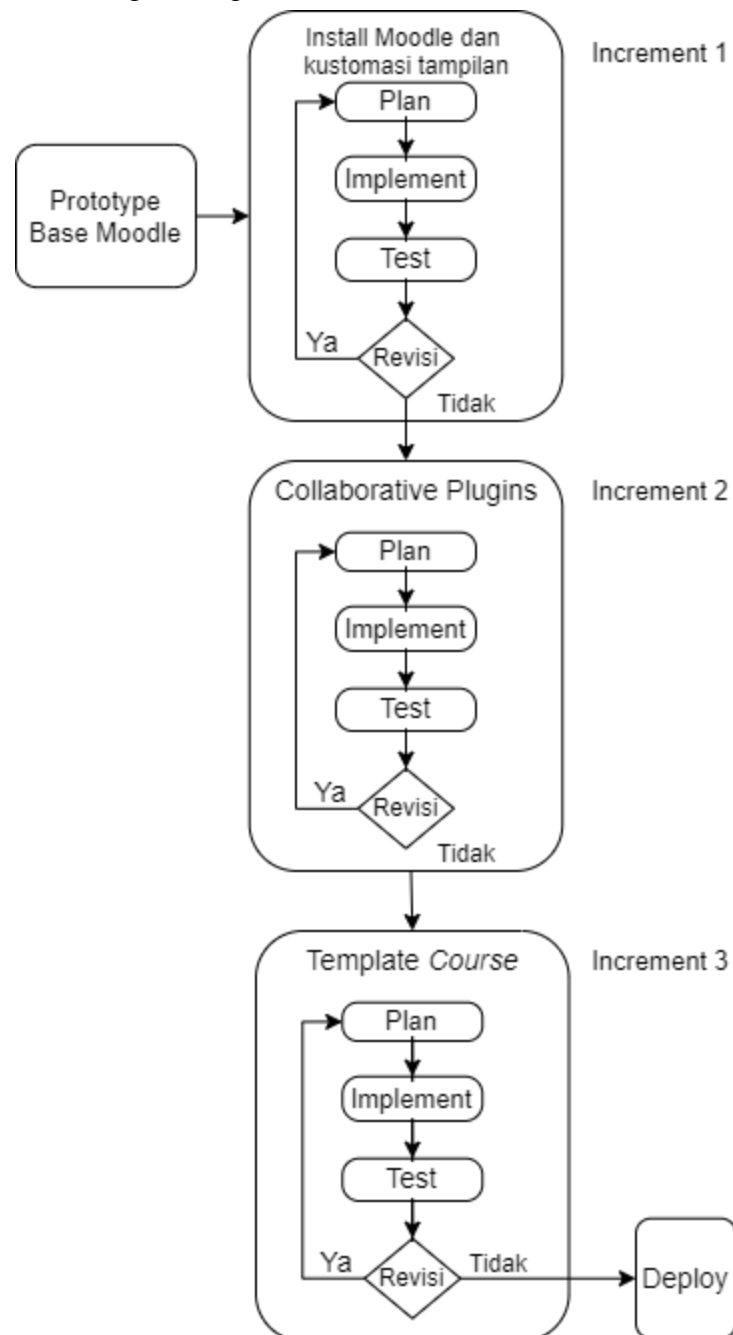 Install Moodle dan
kustomasi tampilan
Increment 1
Plan
Prototype
Base Moodle
Implement
Test
Ya
Revisi
Tidak
Collaborative Plugins
Increment 2
Plan
Implement
Test
Ya
Revisi
Tidak
Template Course
Increment 3
Plan
Implement
Test
Ya
Revisi
Tidak
Deploy